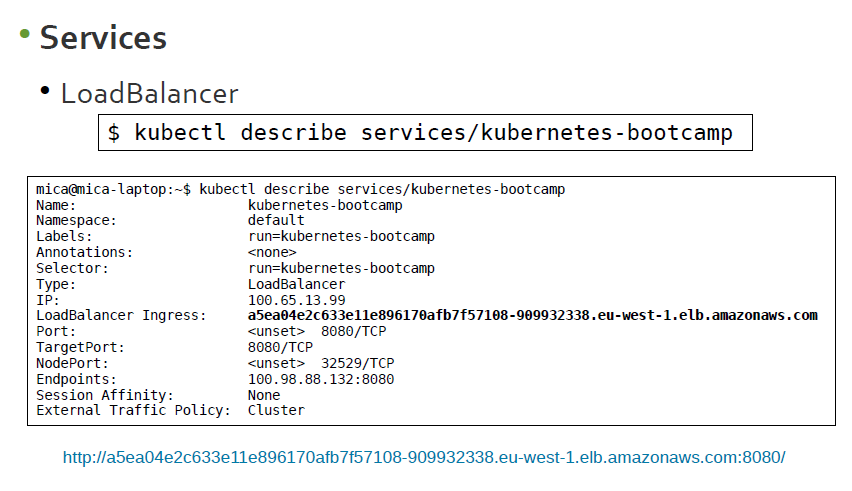 • Services
• LoadBalancer
$ kubectl describe services/kubernetes-bootcamp
mica@mica-laptop:~$ kubectl describe services/kubernetes-bootcamp
Name: kubernetes-bootcamp
Namespace: default
Labels: run=kubernetes-bootcamp
Annotations: <none>
Selector: run=kubernetes-bootcamp
Type: LoadBalancer
IP: 100.65.13.99
LoadBalancer Ingress: a5ea04e2c633e11e896170afb7f57108-909932338.eu-west-1.elb.amazonaws.com
Port: <unset> 8080/TCP
TargetPort: 8080/TCP
NodePort: <unset> 32529/TCP
Endpoints: 100.98.88.132:8080
Session Affinity: None
External Traffic Policy: Cluster
http://a5ea04e2c633e11e896170afb7f57108-909932338.eu-west-1.elb.amazonaws.com:8080/